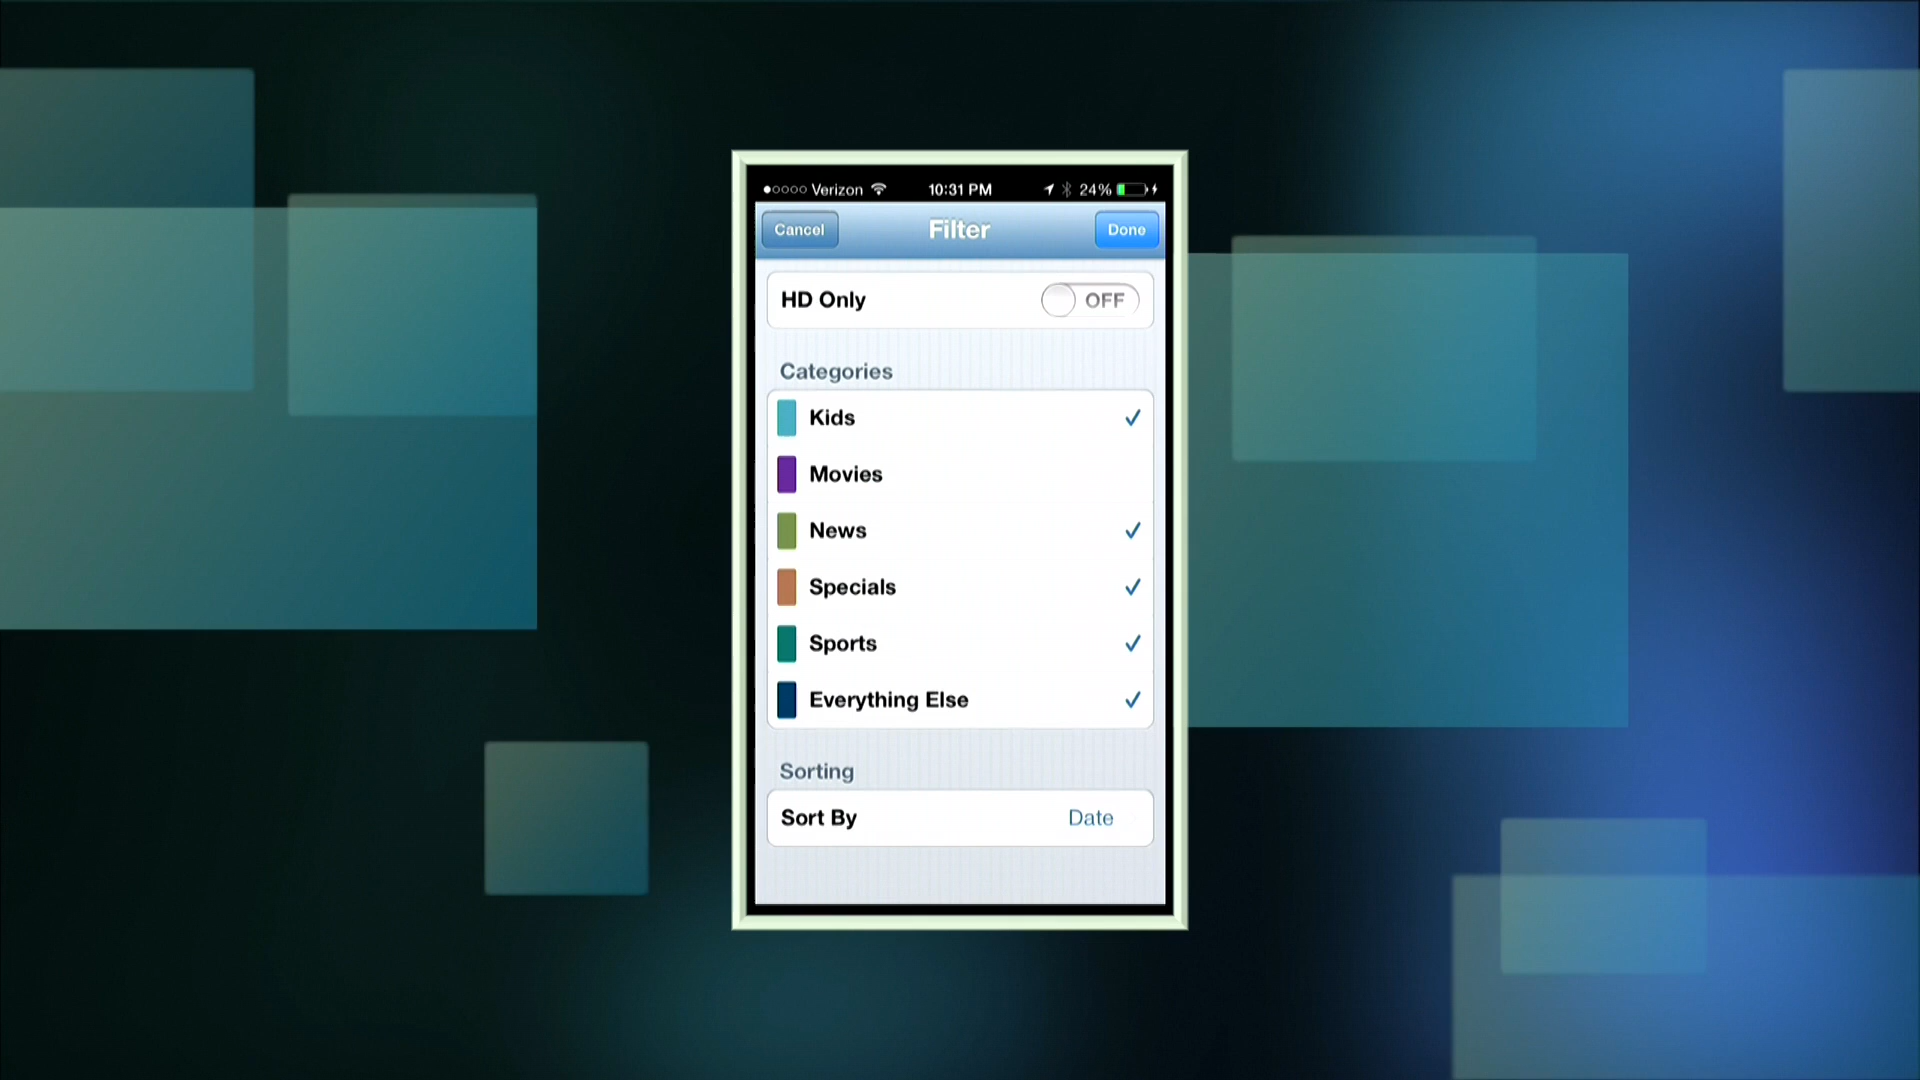 Verizon 10:31 PM 24%
Cancel Filter Done
HD Only OFF
Categories
Kids
Movies
News
Specials
Sports
Everything Else
Sorting
Sort By Date